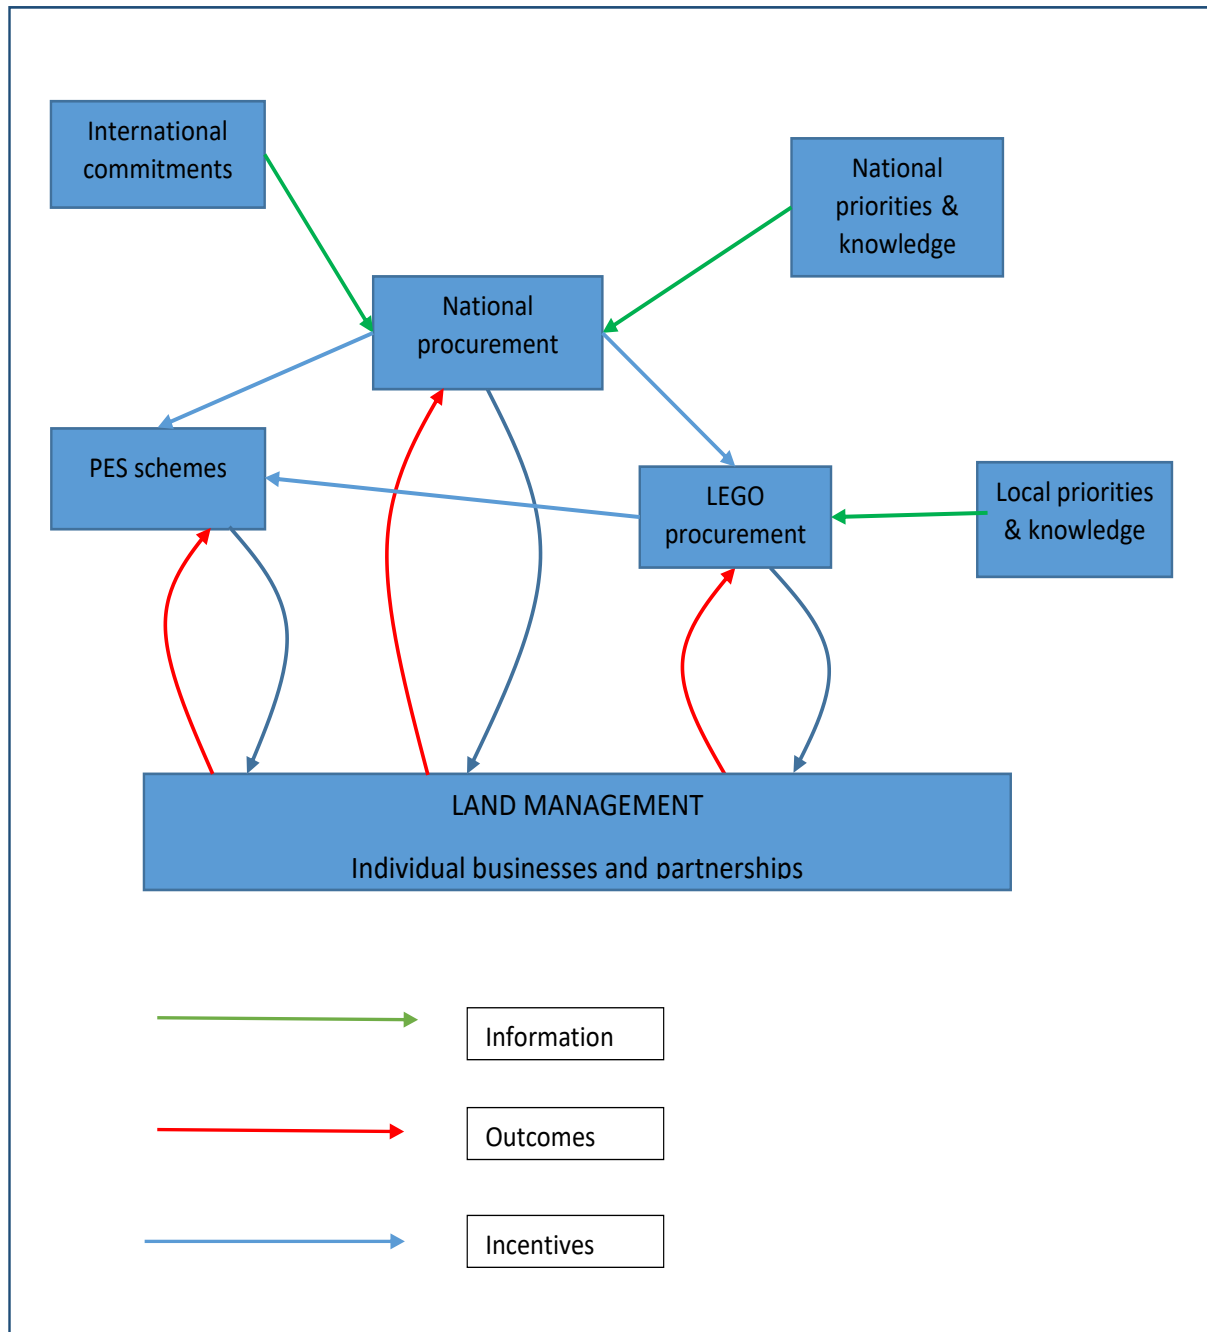 International
commitments
National
priorities &
knowledge
National
procurement
PES schemes
LEGO
procurement
Local priorities
& knowledge
LAND MANAGEMENT
Individual businesses and partnerships
Information
Outcomes
Incentives